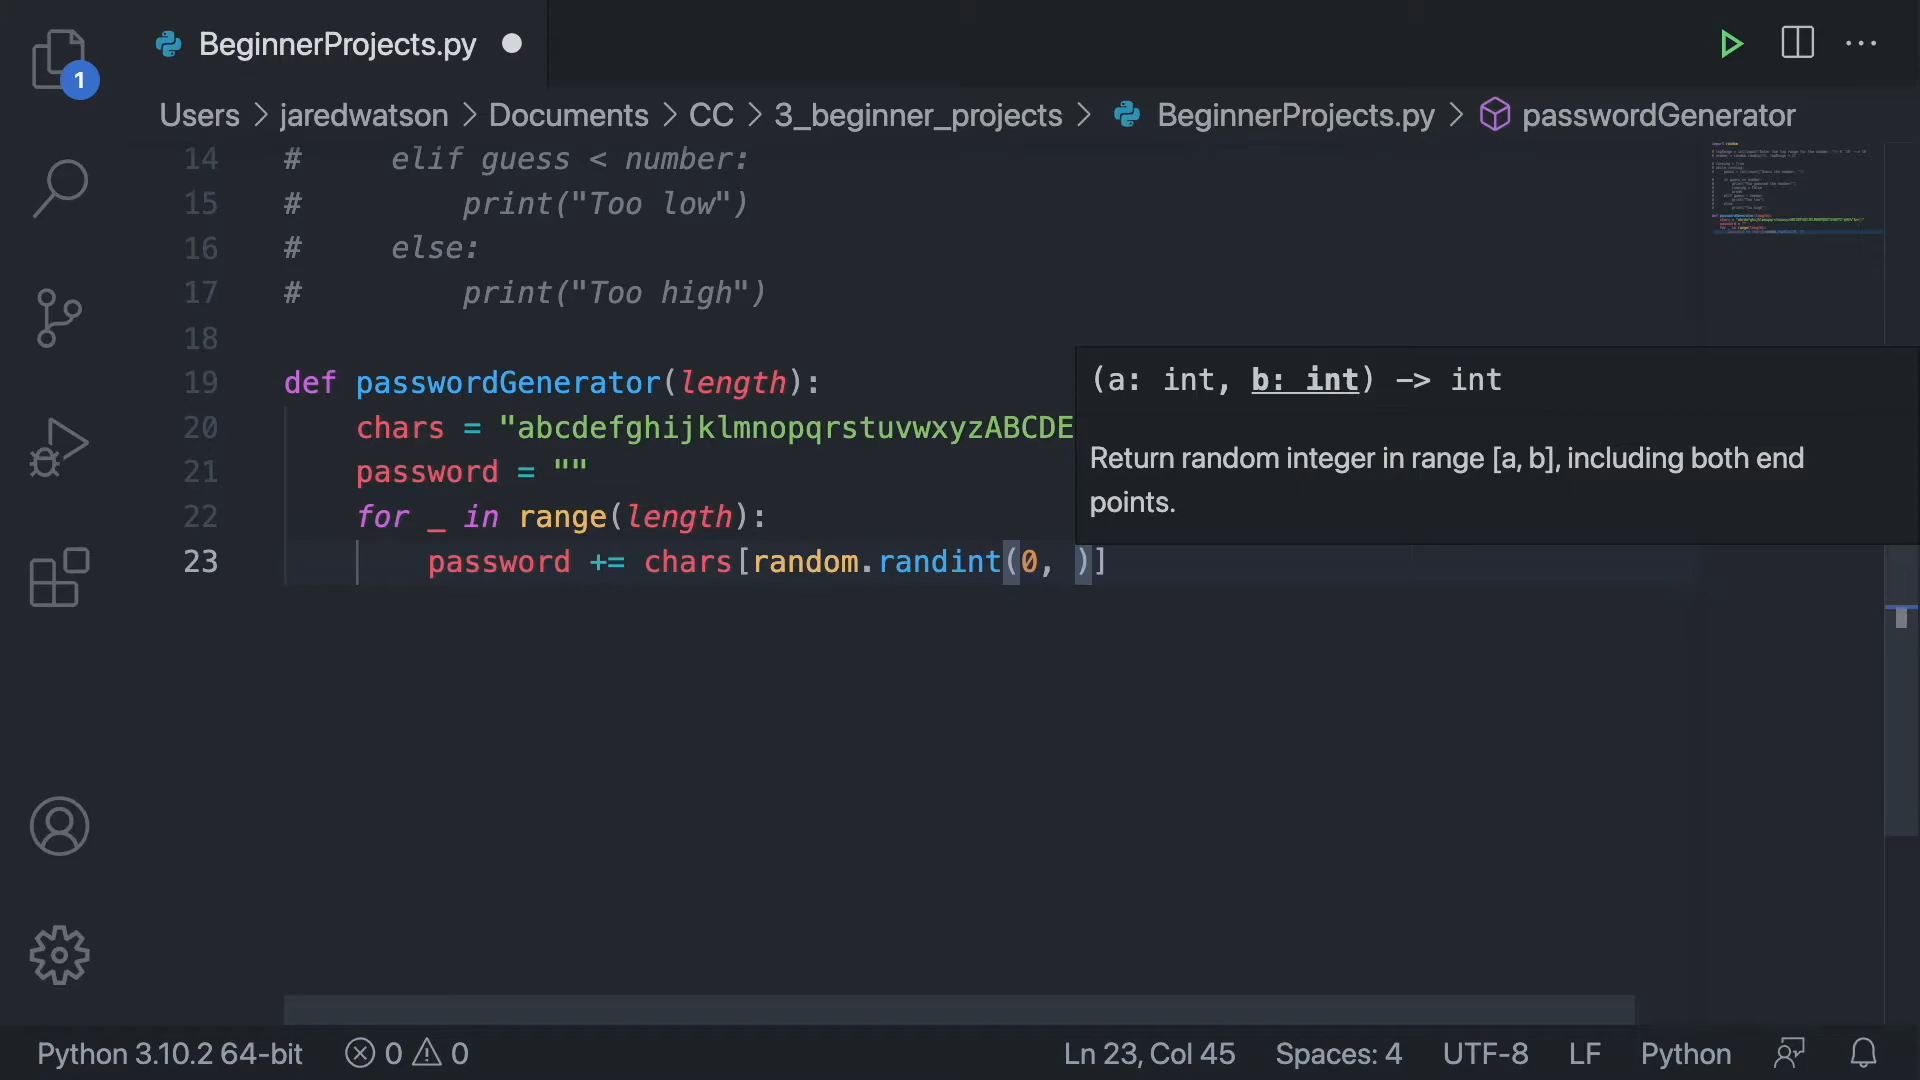 BeginnerProjects.py
1
Users > jaredwatson > Documents > CC > 3_beginner_projects > BeginnerProjects.py > passwordGenerator
14 #     elif guess < number:
15 #         print("Too low")
16 #     else:
17 #         print("Too high")
18
19 def passwordGenerator(length):
20     chars = "abcdefghijklmnopqrstuvwxyzABCDE
21     password = ""
22     for _ in range(length):
23         password += chars[random.randint(0, )]
(a: int, b: int) -> int
Return random integer in range [a, b], including both end
points.
Python 3.10.2 64-bit 0 0 Ln 23, Col 45 Spaces: 4 UTF-8 LF Python